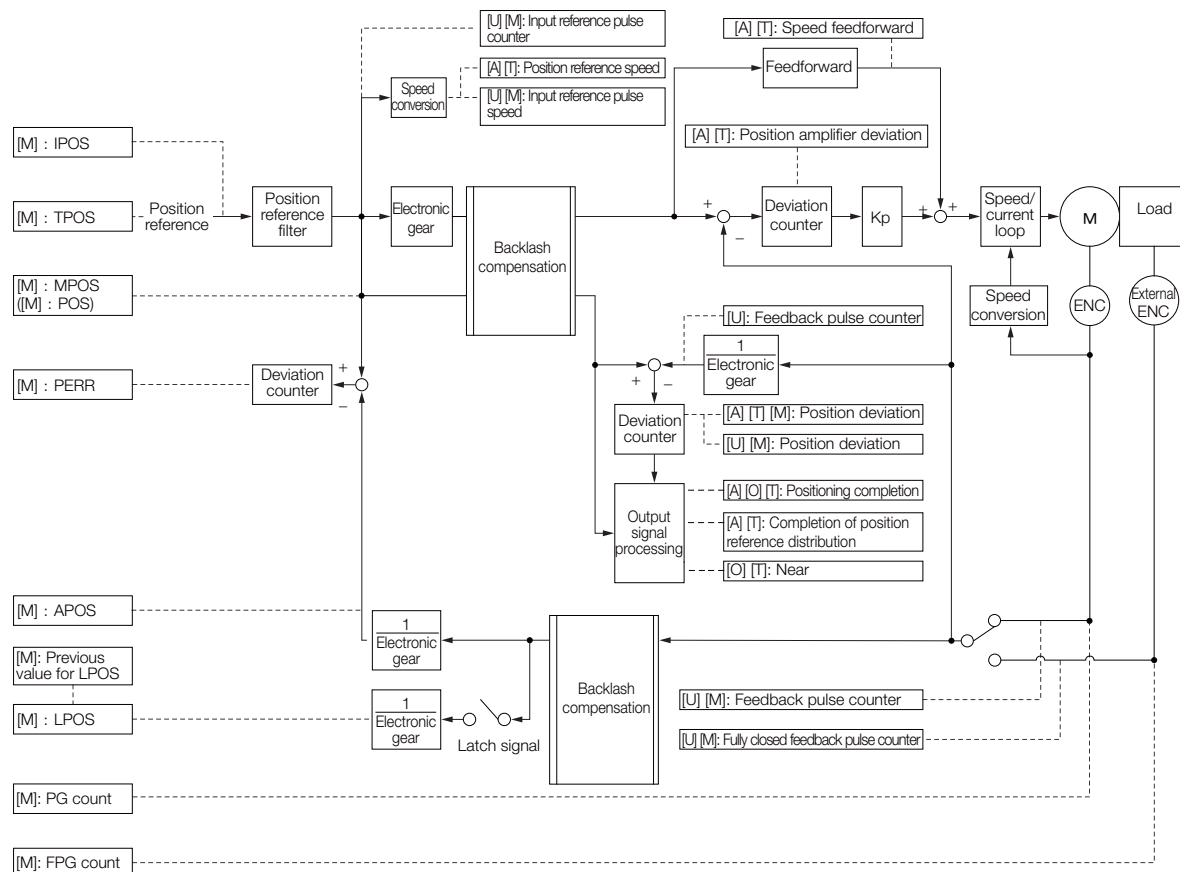 [U] [M]: Input reference pulse
counter
[A] [T]: Speed feedforward
[A] [T]: Position reference speed
Feedforward
Speed
conversion
[U] [M]: Input reference pulse
speed
[M] : IPOS
[A] [T]: Position amplifier deviation
[M] : TPOS
Position
reference
Position
reference
filter
Electronic
gear
Backlash
compensation
+
−
Deviation
counter
Kp
+
+
Speed/
current
loop
M
Load
[M] : MPOS
([M] : POS)
Speed
conversion
ENC
External
ENC
[U]: Feedback pulse counter
1
Electronic
gear
+
−
[M] : PERR
Deviation
counter
+
−
Deviation
counter
[A] [T] [M]: Position deviation
[U] [M]: Position deviation
Output
signal
processing
[A] [O] [T]: Positioning completion
[A] [T]: Completion of position
reference distribution
[O] [T]: Near
[M] : APOS
1
Electronic
gear
Backlash
compensation
[M]: Previous
value for LPOS
[M] : LPOS
1
Electronic
gear
Latch signal
[U] [M]: Feedback pulse counter
[U] [M]: Fully closed feedback pulse counter
[M]: PG count
[M]: FPG count